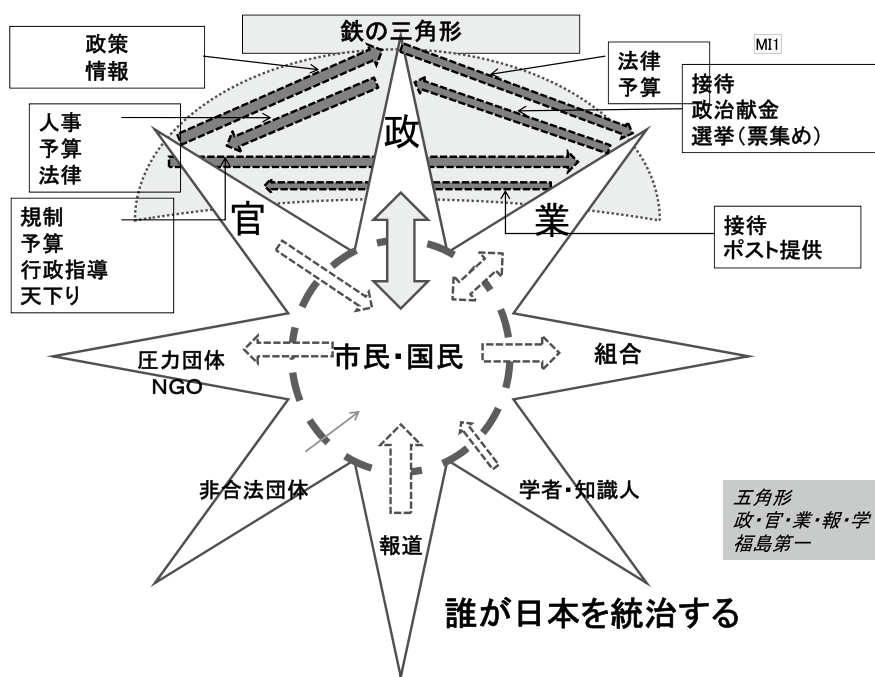 鉄の三角形
MI1
政策
情報
法律
予算
接待
政治献金
選挙(票集め)
人事
予算
法律
政
官
業
規制
予算
行政指導
天下り
接待
ポスト提供
市民・国民
圧力団体
NGO
組合
非合法団体
学者・知識人
報道
五角形
政・官・業・報・学
福島第一
誰が日本を統治する